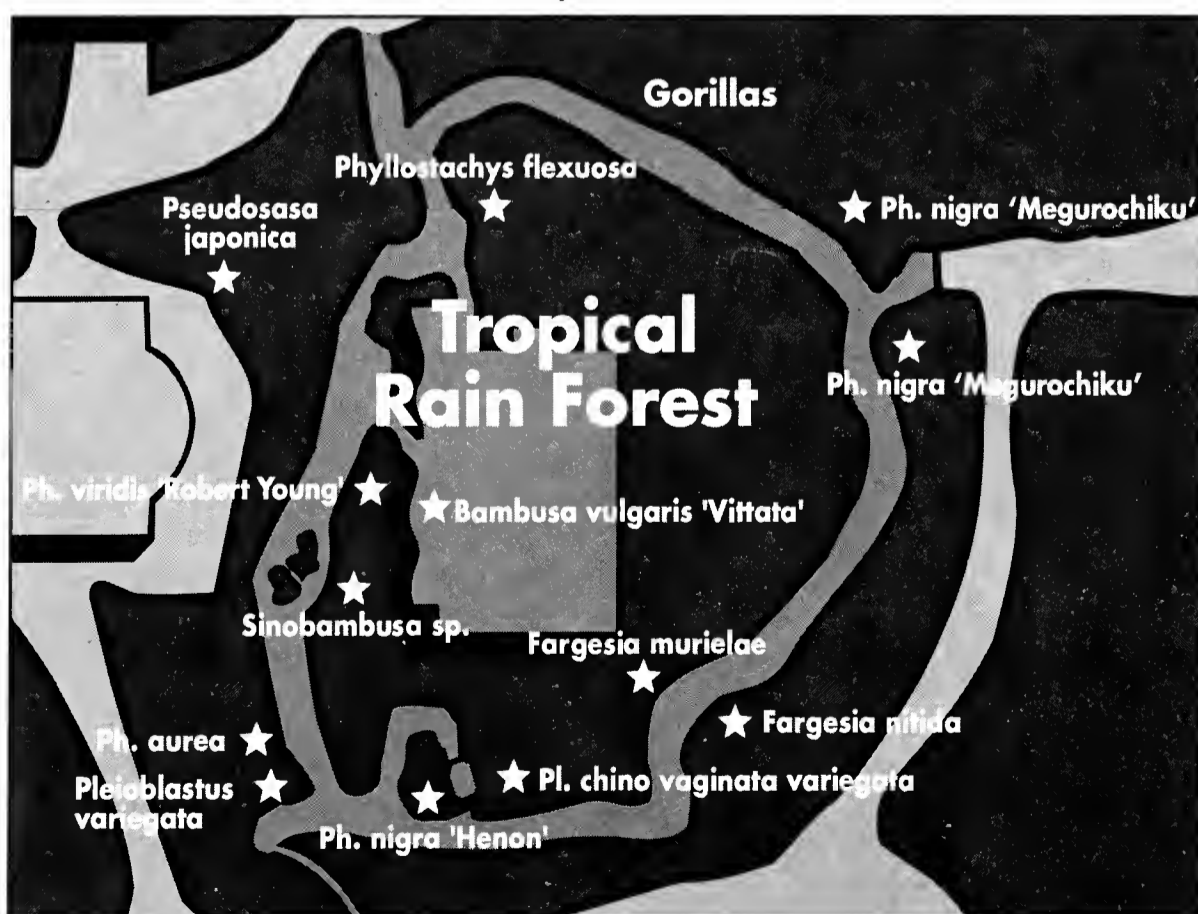 Gorillas
Phyllostachys flexuosa
Pseudosasa
japonica
Ph. nigra ‘Megurochiku’
Tropical
Rain Forest
Ph. nigra ‘Megurochiku’
Ph. viridis 'Robert Young'
Bambusa vulgaris 'Vittata'
Sinobambusa sp.
Fargesia murielae
Fargesia nitida
Ph. aurea
Pleioblastus
variegata
Pl. chino vaginata variegata
Ph. nigra 'Henon'